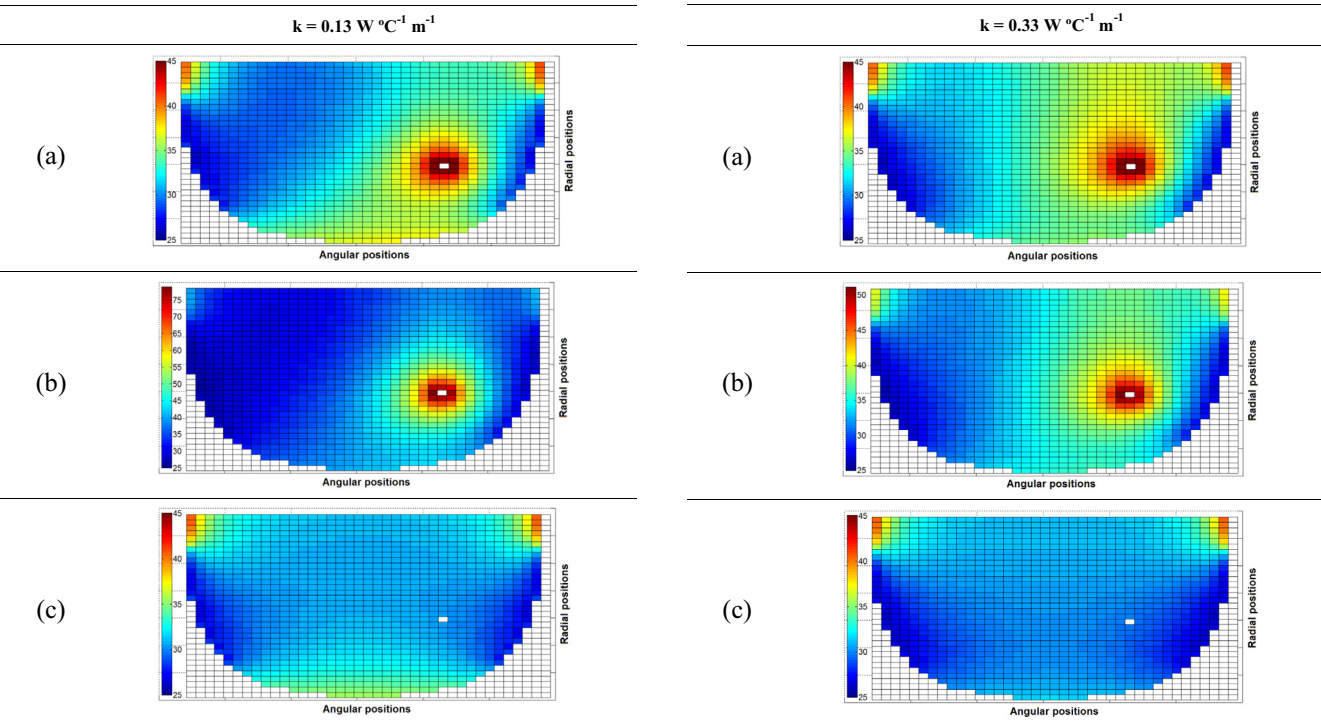 k = 0.13 W ºC-1 m-1
k = 0.33 W ºC-1 m-1
(a)
45
40
35
30
25
Radial positions
Angular positions
(a)
45
40
35
30
25
Radial positions
Angular positions
(b)
75
70
65
60
55
50
45
40
35
30
25
Radial positions
Angular positions
(b)
50
45
40
35
30
25
Radial positions
Angular positions
(c)
45
40
35
30
25
Radial positions
Angular positions
(c)
45
40
35
30
25
Radial positions
Angular positions